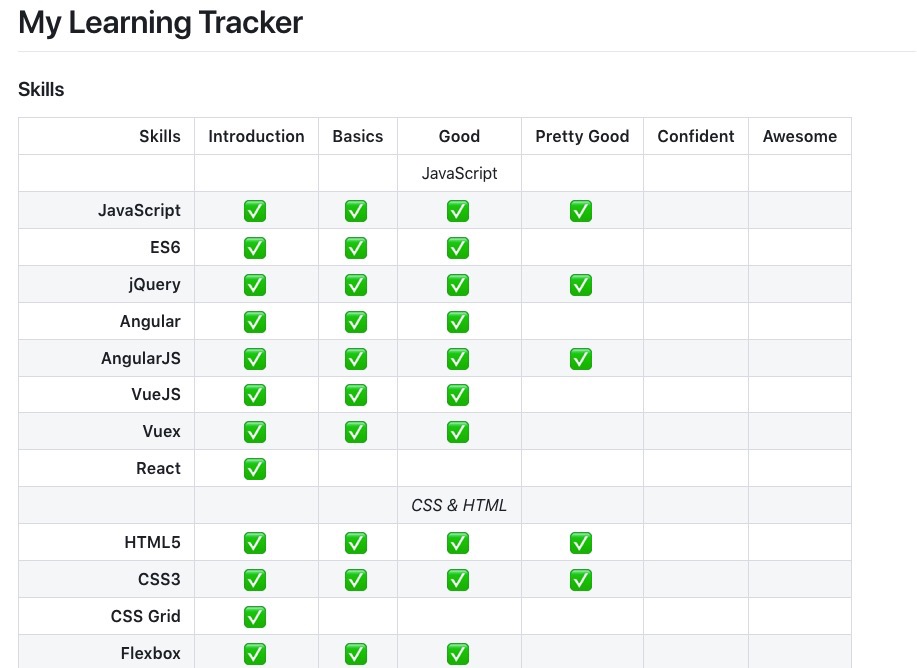 My Learning Tracker
Skills
Skills Introduction Basics Good Pretty Good Confident Awesome
JavaScript
JavaScript ✅ ✅ ✅ ✅
ES6 ✅ ✅ ✅
jQuery ✅ ✅ ✅ ✅
Angular ✅ ✅ ✅
AngularJS ✅ ✅ ✅ ✅
VueJS ✅ ✅ ✅
Vuex ✅ ✅ ✅
React ✅
CSS & HTML
HTML5 ✅ ✅ ✅ ✅
CSS3 ✅ ✅ ✅ ✅
CSS Grid ✅
Flexbox ✅ ✅ ✅